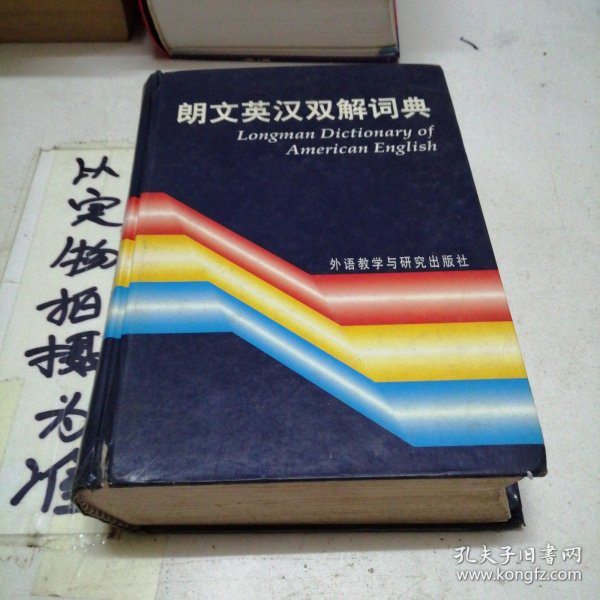 朗文英汉双解词典
Longman Dictionary of
American English
外语教学与研究出版社
以实物拍摄为准
孔夫子旧书网
www.kongfz.com